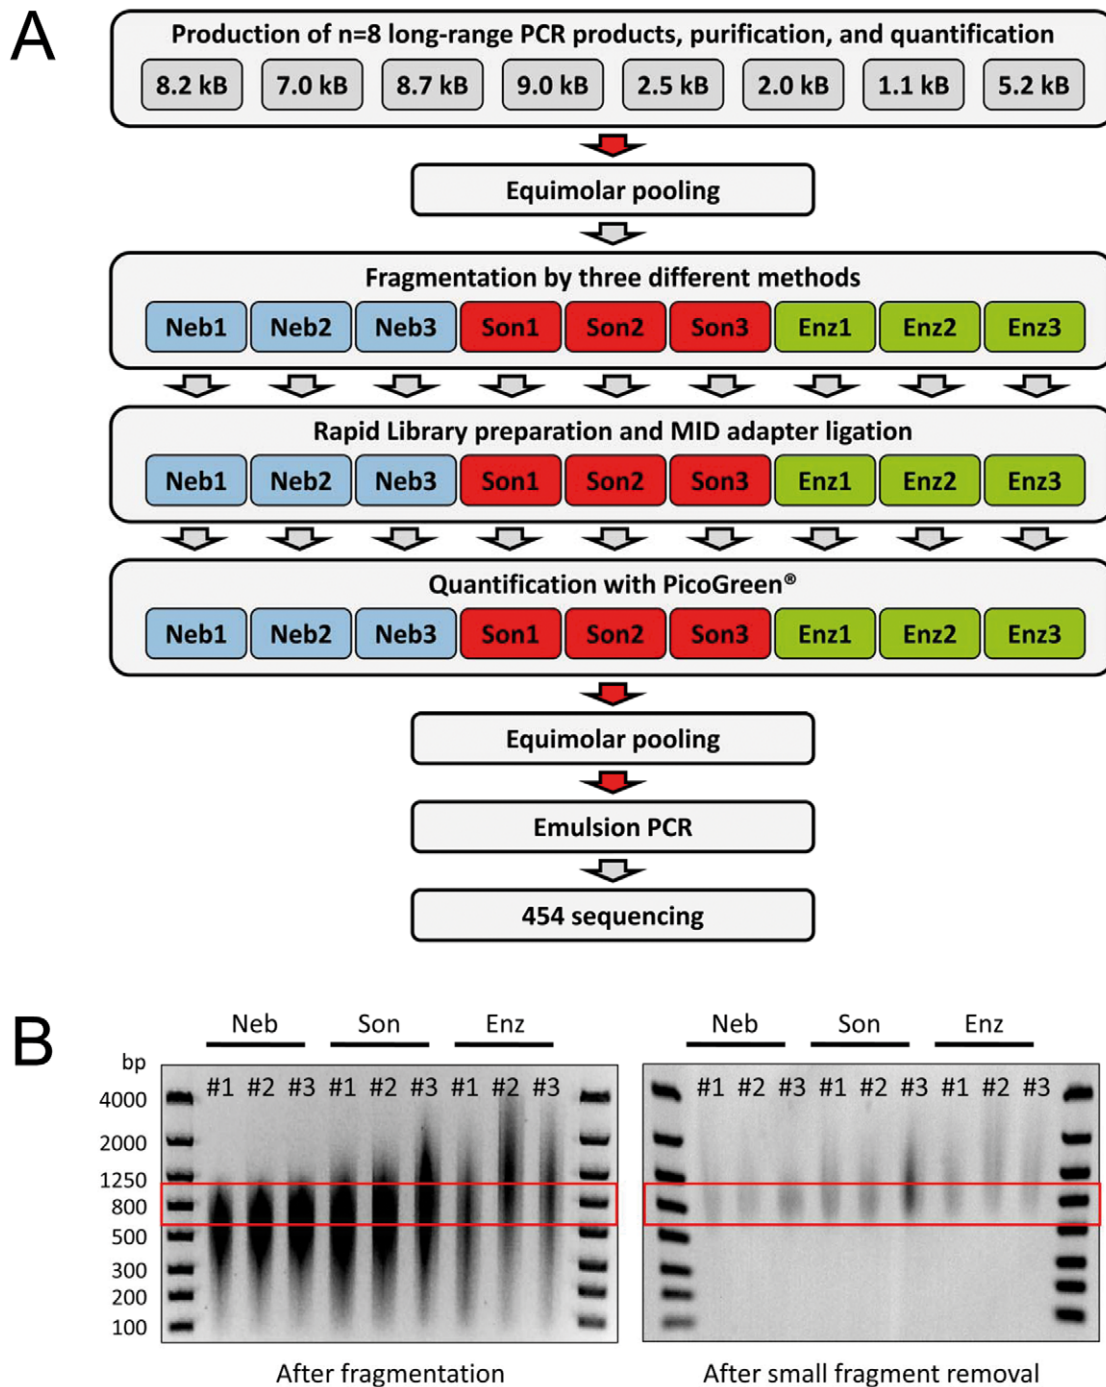 A
Production of n=8 long-range PCR products, purification, and quantification
8.2 kB 7.0 kB 8.7 kB 9.0 kB 2.5 kB 2.0 kB 1.1 kB 5.2 kB
Equimolar pooling
Fragmentation by three different methods
Neb1 Neb2 Neb3 Son1 Son2 Son3 Enz1 Enz2 Enz3
Rapid Library preparation and MID adapter ligation
Neb1 Neb2 Neb3 Son1 Son2 Son3 Enz1 Enz2 Enz3
Quantification with PicoGreen®
Neb1 Neb2 Neb3 Son1 Son2 Son3 Enz1 Enz2 Enz3
Equimolar pooling
Emulsion PCR
454 sequencing
B
Neb Son Enz
bp
#1 #2 #3 #1 #2 #3 #1 #2 #3
4000
2000
1250
800
500
300
200
100
After fragmentation
Neb Son Enz
#1 #2 #3 #1 #2 #3 #1 #2 #3
After small fragment removal